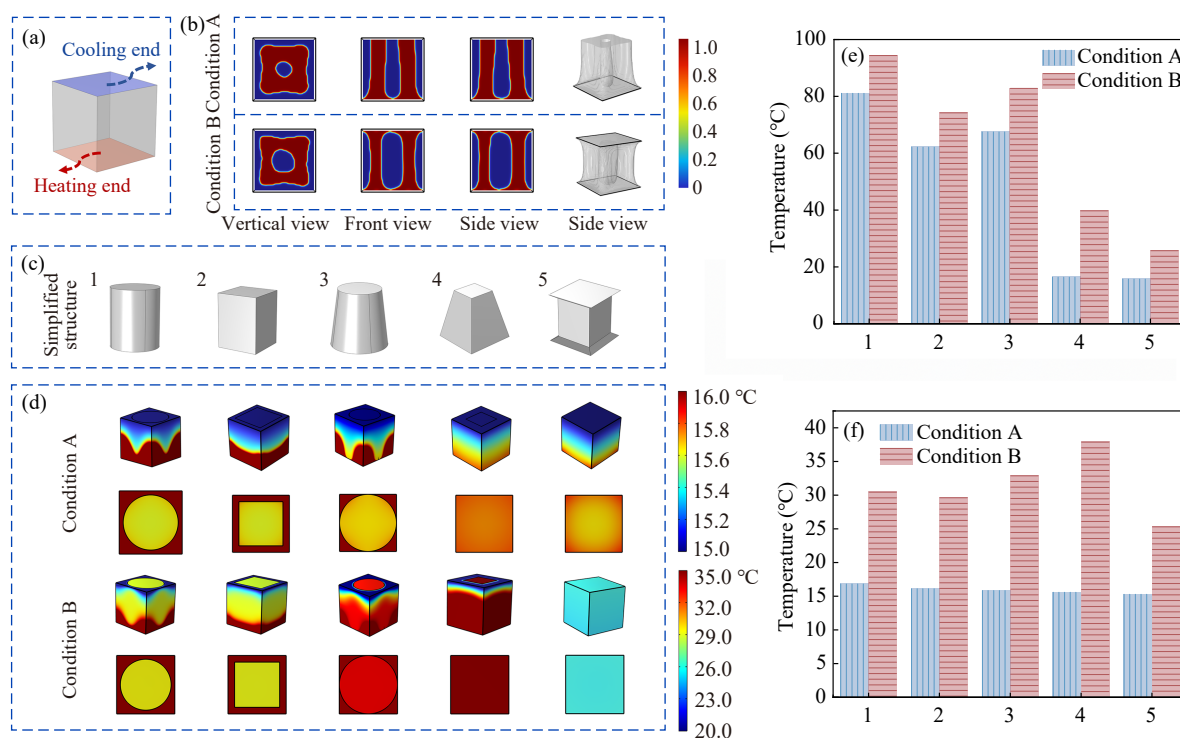 (a)
Cooling end
Heating end
(b)
Condition A
Condition B
1.0
0.8
0.6
0.4
0.2
0
Vertical view
Front view
Side view
Side view
(c)
Simplified
structure
1
2
3
4
5
(d)
Condition A
Condition B
16.0 ℃
15.8
15.6
15.4
15.2
15.0
35.0 ℃
32.0
29.0
26.0
23.0
20.0
(e)
Condition A
Condition B
Temperature (℃)
100
80
60
40
20
0
1
2
3
4
5
(f)
Condition A
Condition B
Temperature (℃)
40
35
30
25
20
15
10
5
0
1
2
3
4
5